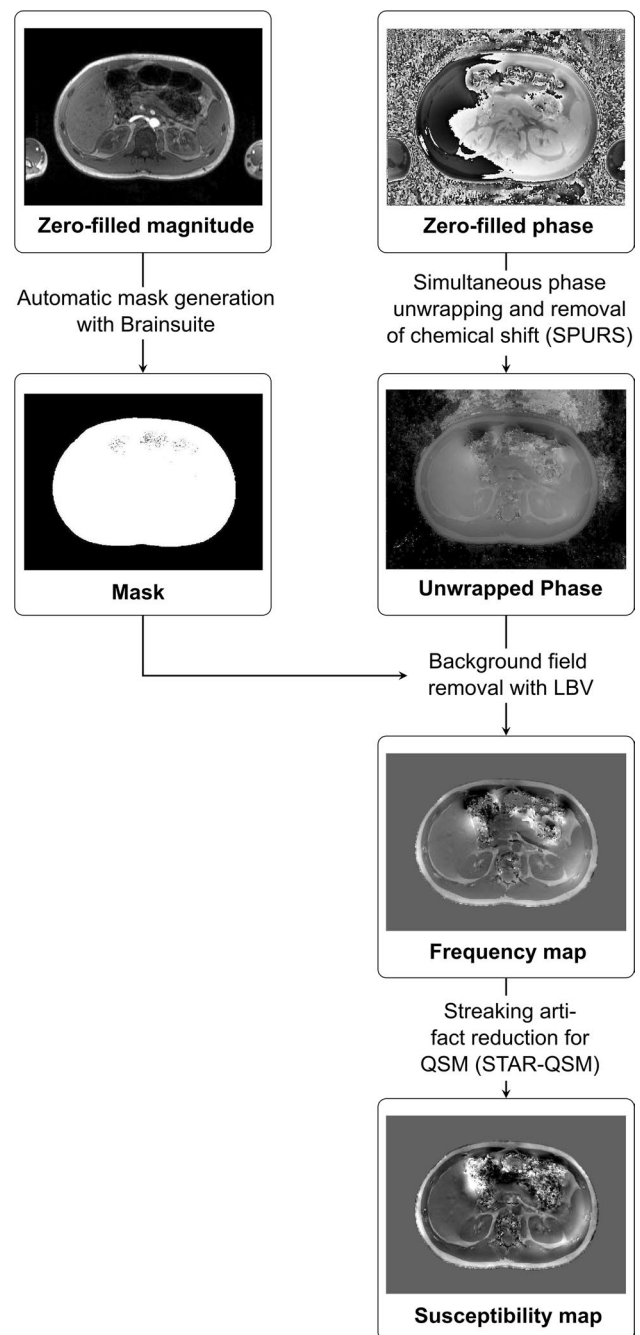 Zero-filled magnitude
Zero-filled phase
Automatic mask generation
with Brainsuite
Simultaneous phase
unwrapping and removal
of chemical shift (SPURS)
Mask
Unwrapped Phase
Background field
removal with LBV
Frequency map
Streaking arti-
fact reduction for
QSM (STAR-QSM)
Susceptibility map